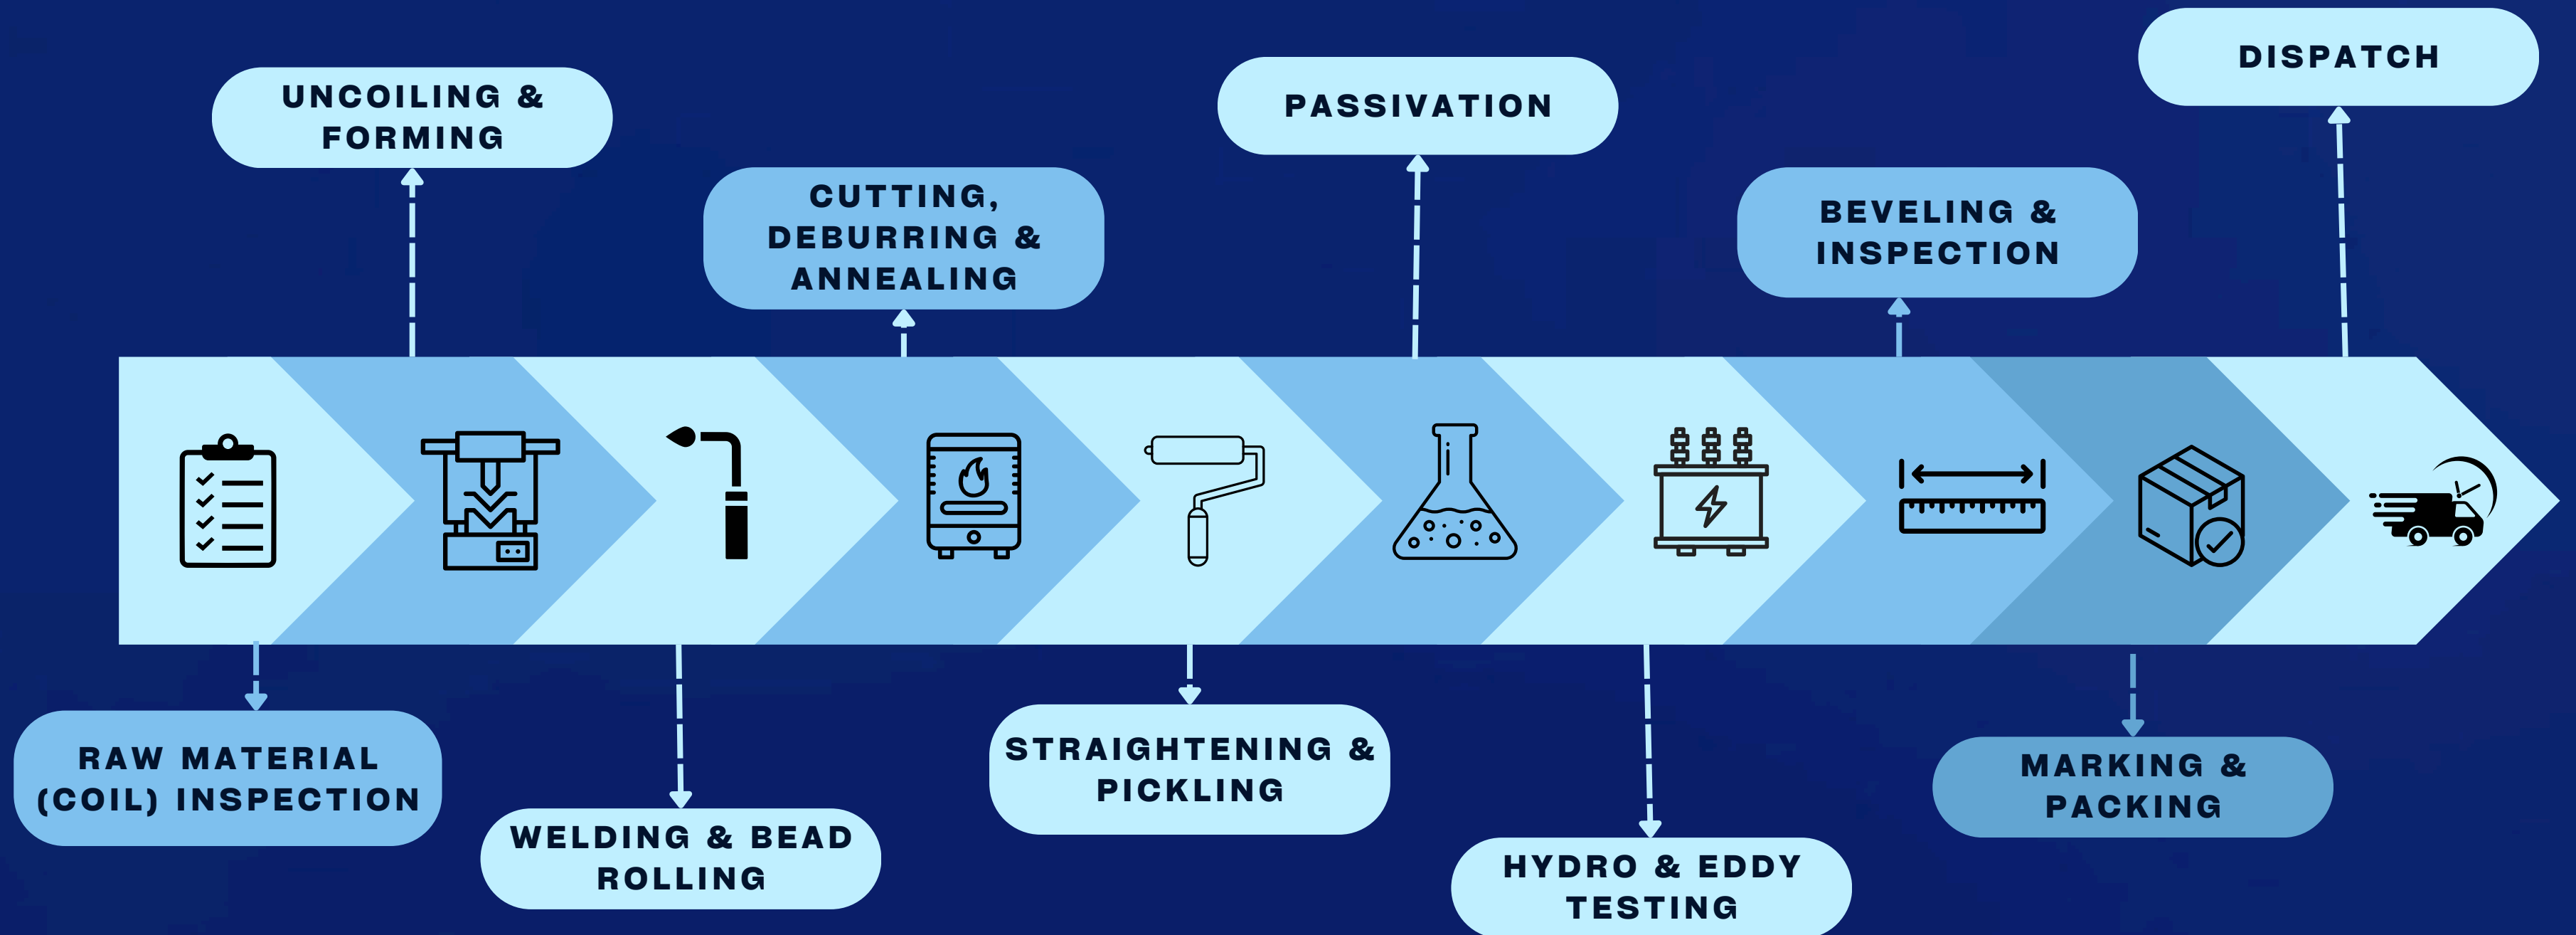 RAW MATERIAL
(COIL) INSPECTION
UNCOILING &
FORMING
WELDING & BEAD
ROLLING
CUTTING,
DEBURRING &
ANNEALING
STRAIGHTENING &
PICKLING
PASSIVATION
HYDRO & EDDY
TESTING
BEVELING &
INSPECTION
MARKING &
PACKING
DISPATCH